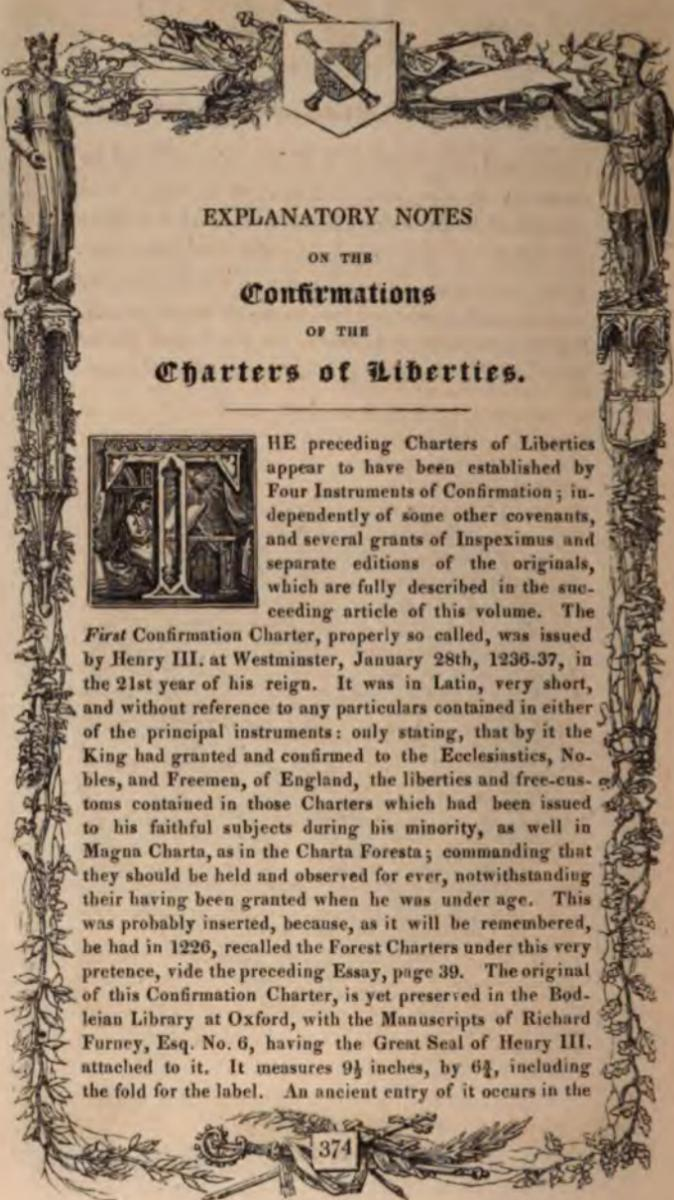 EXPLANATORY NOTES
ON THE
Confirmations
OF THE
Charters of Liberties.
THE preceding Charters of Liberties
appear to have been established by
Four Instruments of Confirmation; in-
dependently of some other covenants,
and several grants of Inspeximus and
separate editions of the originals,
which are fully described in the suc-
ceeding article of this volume. The
First Confirmation Charter, properly so called, was issued
by Henry III. at Westminster, January 28th, 1236-37, in
the 21st year of his reign. It was in Latin, very short,
and without reference to any particulars contained in either
of the principal instruments: only stating, that by it the
King had granted and confirmed to the Ecclesiastics, No-
bles, and Freemen, of England, the liberties and free-cus-
toms contained in those Charters which had been issued
to his faithful subjects during his minority, as well in
Magna Charta, as in the Charta Foresta; commanding that
they should be held and observed for ever, notwithstanding
their having been granted when he was under age. This
was probably inserted, because, as it will be remembered,
he had in 1226, recalled the Forest Charters under this very
pretence, vide the preceding Essay, page 39. The original
of this Confirmation Charter, is yet preserved in the Bod-
leian Library at Oxford, with the Manuscripts of Richard
Furney, Esq. No. 6, having the Great Seal of Henry III.
attached to it. It measures 9½ inches, by 6¾, including
the fold for the label. An ancient entry of it occurs in the
374